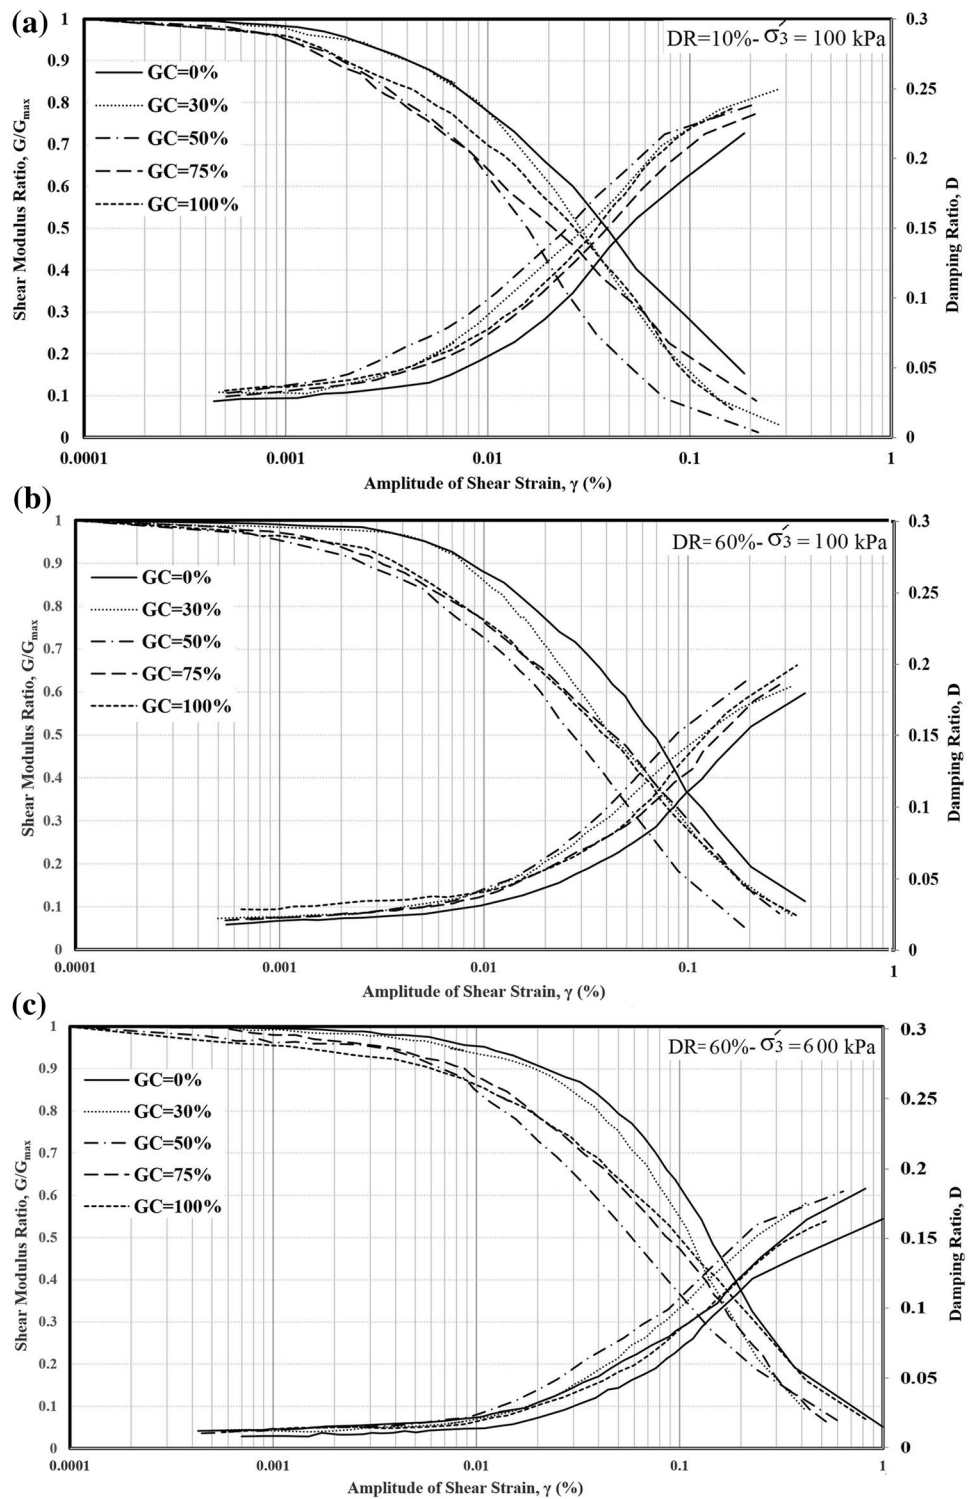 (a)
DR=10%- σ́3 = 100 kPa
GC=0%
GC=30%
GC=50%
GC=75%
GC=100%
Shear Modulus Ratio, G/Gmax
1
0.9
0.8
0.7
0.6
0.5
0.4
0.3
0.2
0.1
0
0.3
0.25
0.2
0.15
0.1
0.05
0
Damping Ratio, D
0.0001 0.001 0.01 0.1 1
Amplitude of Shear Strain, γ (%)
(b)
DR=60%- σ́3 = 100 kPa
GC=0%
GC=30%
GC=50%
GC=75%
GC=100%
Shear Modulus Ratio, G/Gmax
1
0.9
0.8
0.7
0.6
0.5
0.4
0.3
0.2
0.1
0
0.3
0.25
0.2
0.15
0.1
0.05
0
Damping Ratio, D
0.0001 0.001 0.01 0.1 1
Amplitude of Shear Strain, γ (%)
(c)
DR=60%- σ́3 = 600 kPa
GC=0%
GC=30%
GC=50%
GC=75%
GC=100%
Shear Modulus Ratio, G/Gmax
1
0.9
0.8
0.7
0.6
0.5
0.4
0.3
0.2
0.1
0
0.3
0.25
0.2
0.15
0.1
0.05
0
Damping Ratio, D
0.0001 0.001 0.01 0.1 1
Amplitude of Shear Strain, γ (%)